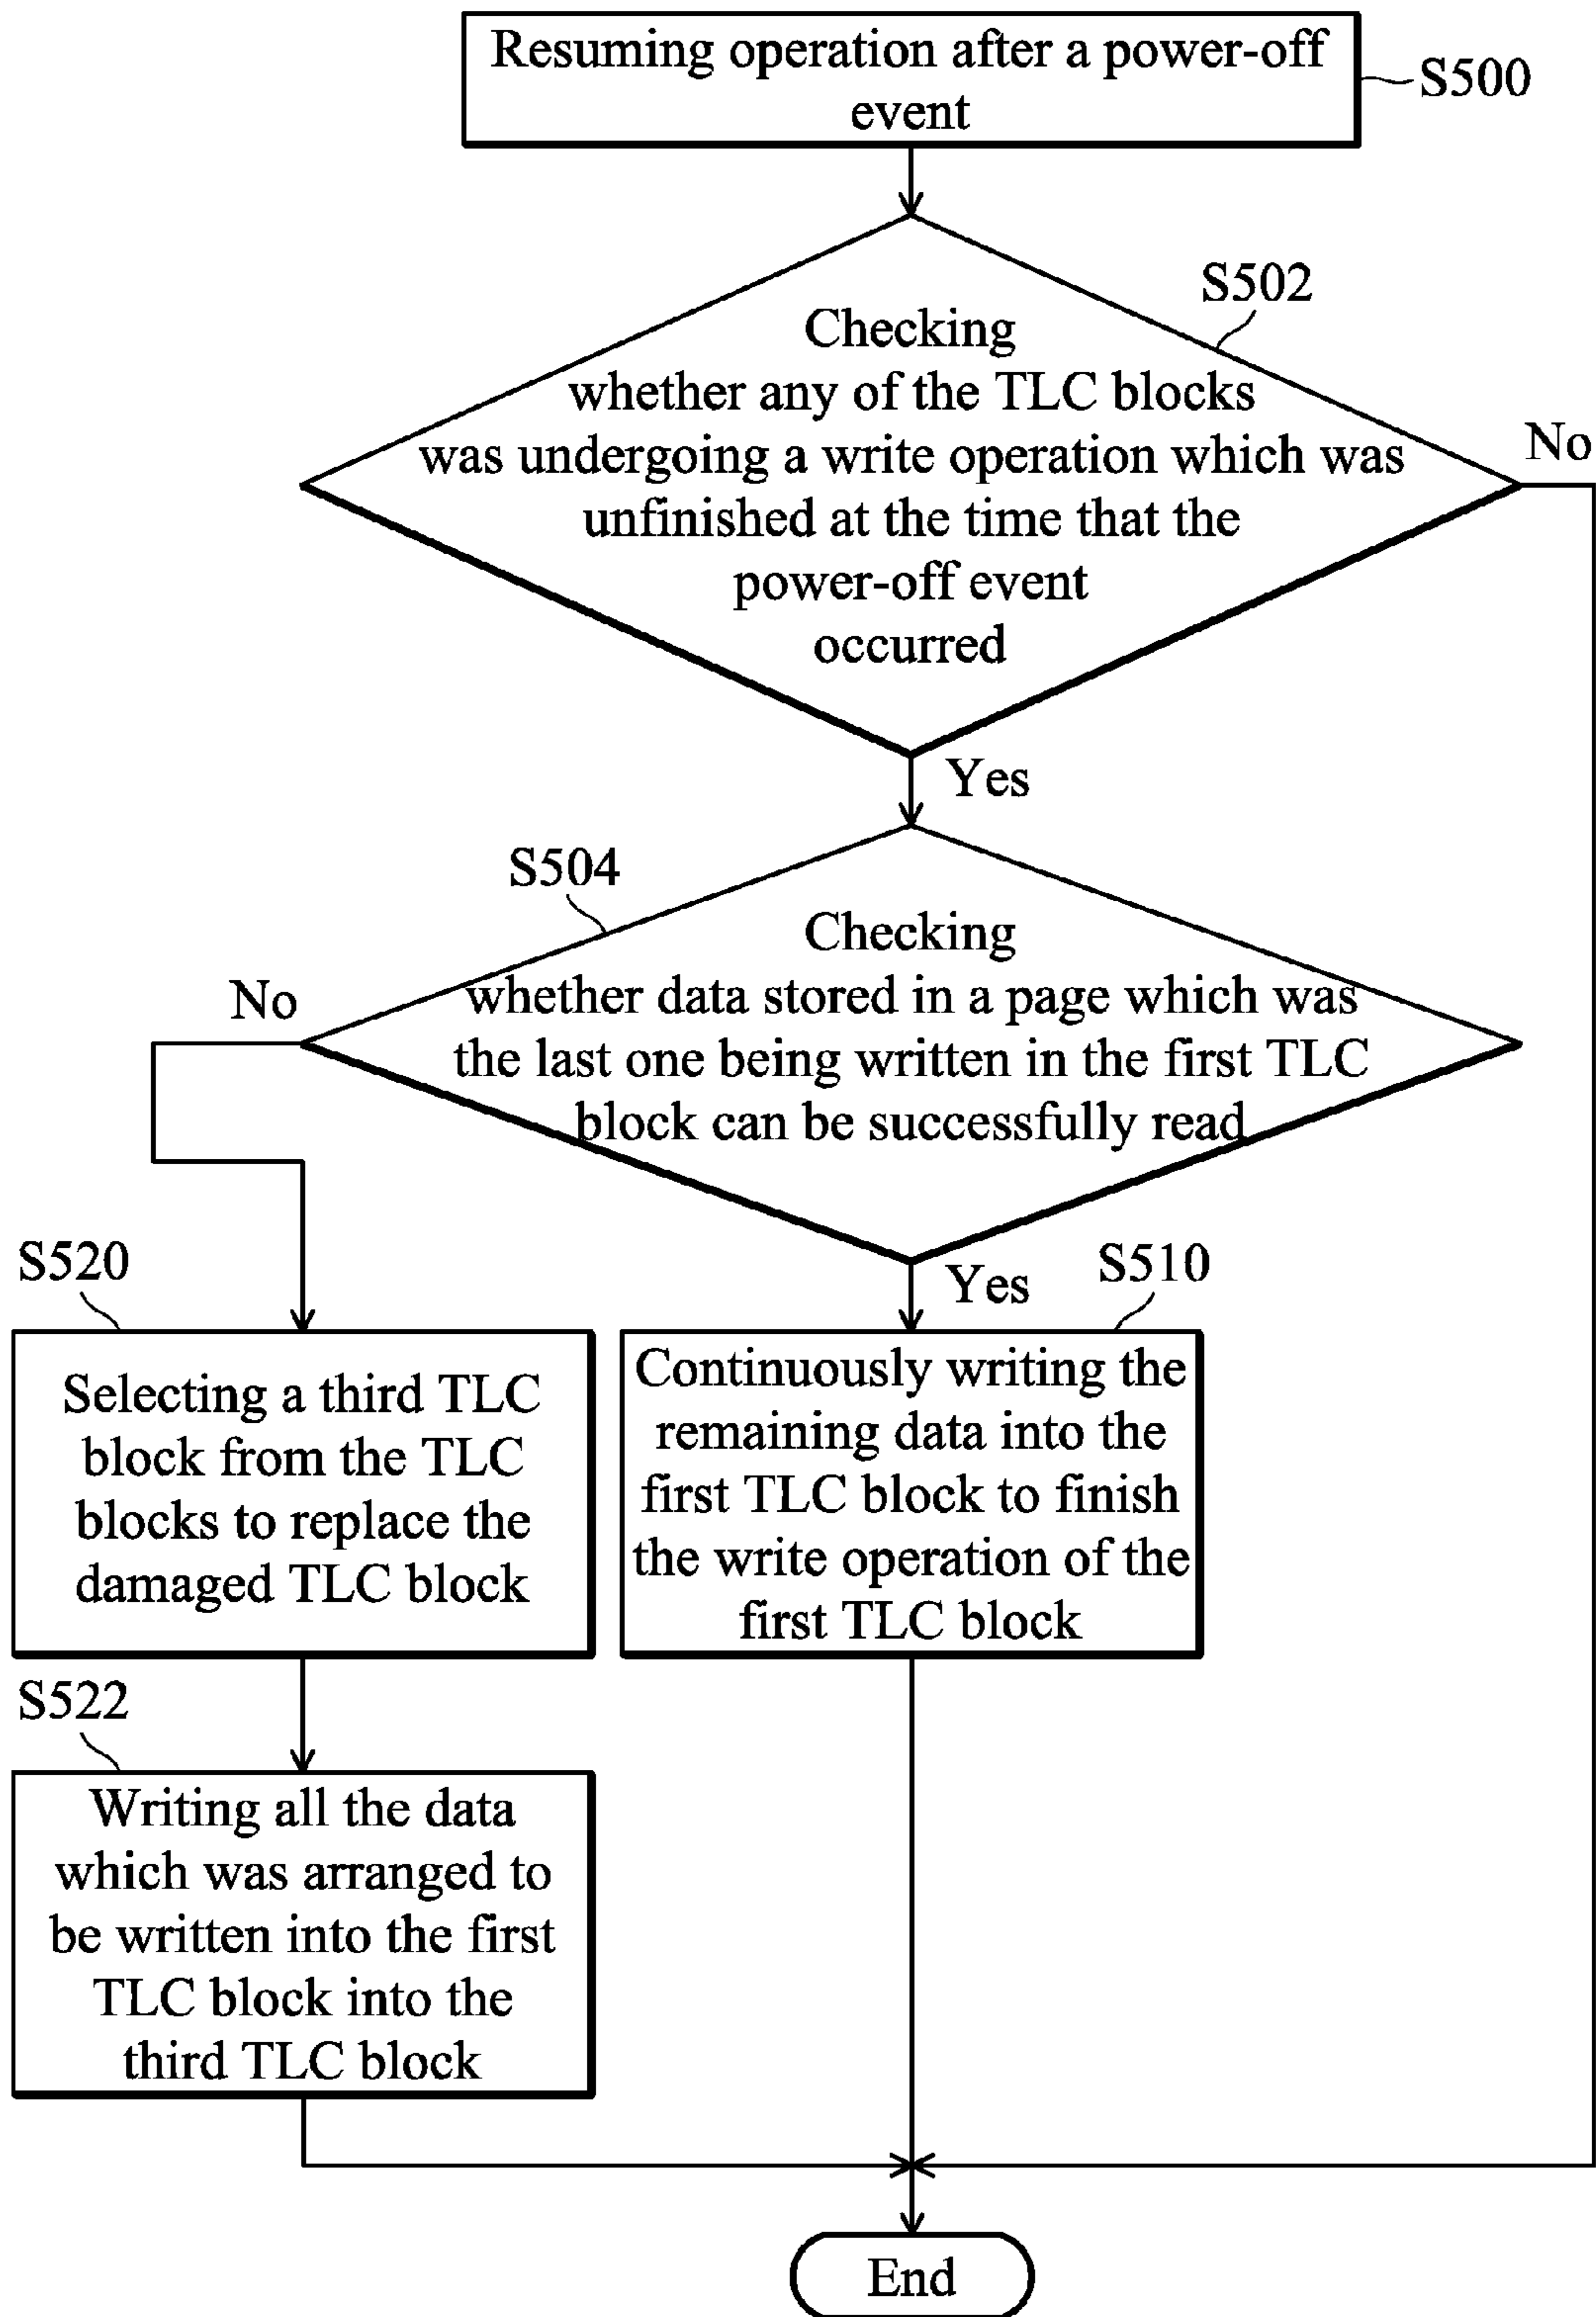 Resuming operation after a power-off
event
S500
S502
Checking
whether any of the TLC blocks
was undergoing a write operation which was
unfinished at the time that the
power-off event
occurred
No
Yes
S504
Checking
whether data stored in a page which was
the last one being written in the first TLC
block can be successfully read
No
Yes
S520
Selecting a third TLC
block from the TLC
blocks to replace the
damaged TLC block
S510
Continuously writing the
remaining data into the
first TLC block to finish
the write operation of the
first TLC block
S522
Writing all the data
which was arranged to
be written into the first
TLC block into the
third TLC block
End